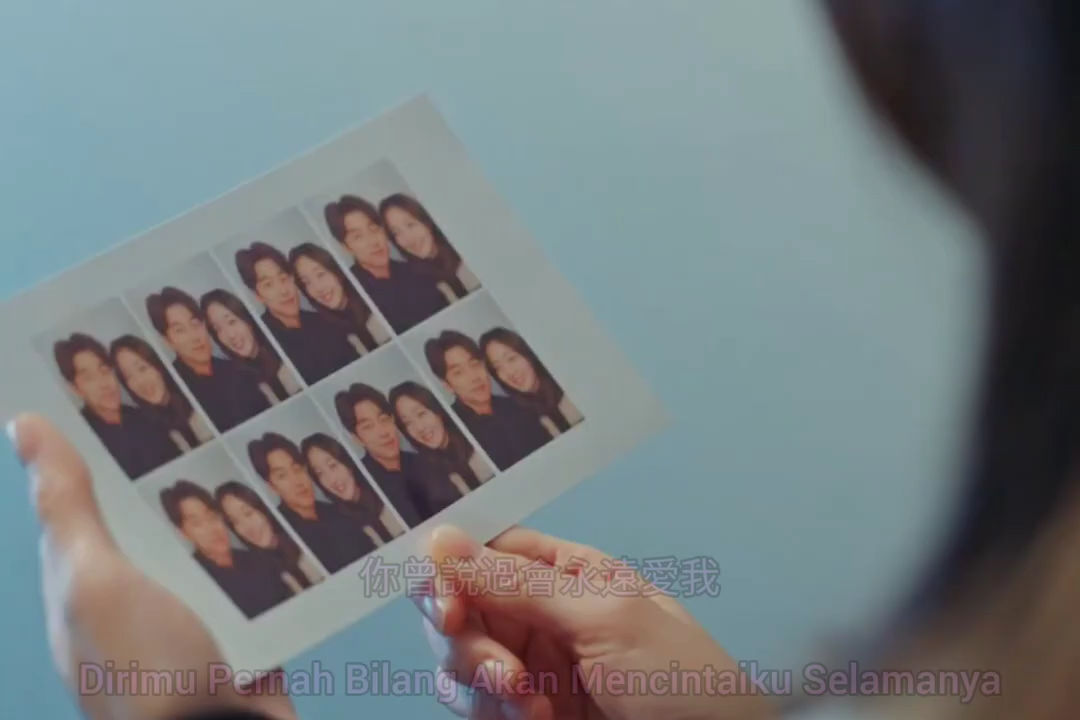 你曾說過會永遠愛我
Dirimu Pernah Bilang Akan Mencintaiku Selamanya